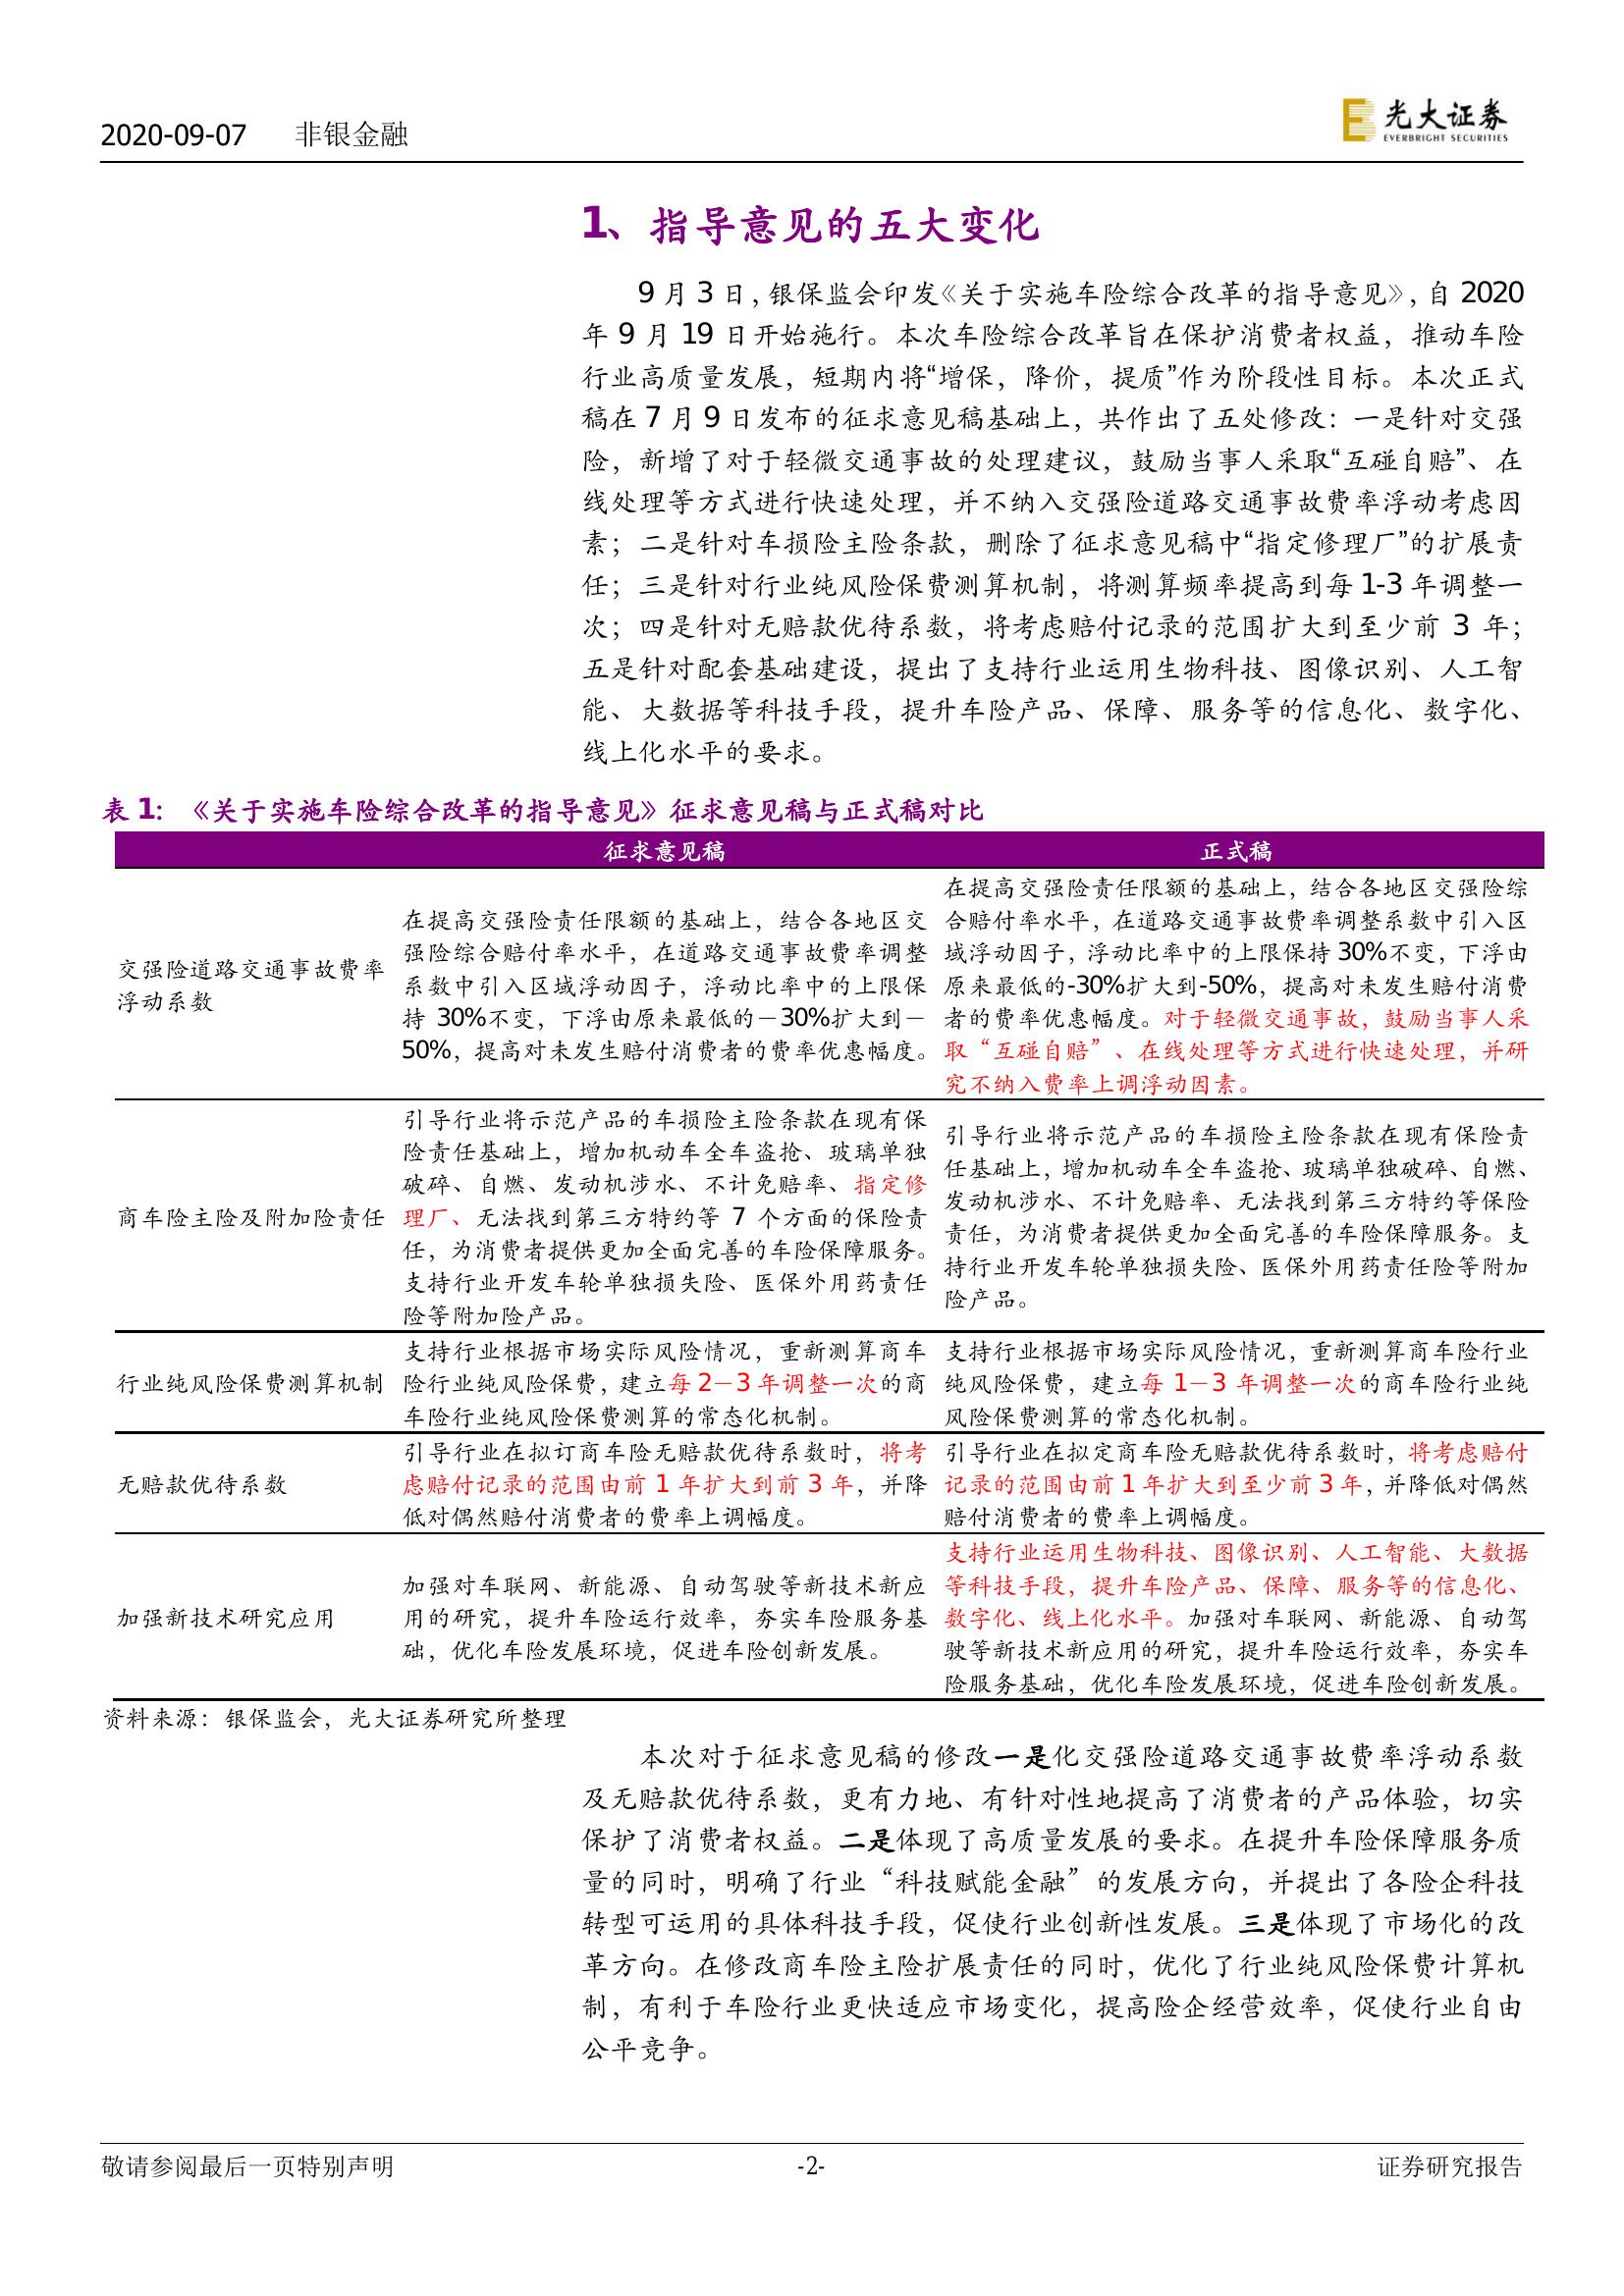 2020-09-07 非银金融
光大证券
EVERBRIGHT SECURITIES
1、指导意见的五大变化
9 月 3 日,银保监会印发《关于实施车险综合改革的指导意见》,自 2020
年 9 月 19 日开始施行。本次车险综合改革旨在保护消费者权益，推动车险
行业高质量发展，短期内将“增保，降价，提质”作为阶段性目标。本次正式
稿在 7 月 9 日发布的征求意见稿基础上，共作出了五处修改：一是针对交强
险，新增了对于轻微交通事故的处理建议，鼓励当事人采取“互碰自赔”、在
线处理等方式进行快速处理，并不纳入交强险道路交通事故费率浮动考虑因
素；二是针对车损险主险条款，删除了征求意见稿中“指定修理厂”的扩展责
任；三是针对行业纯风险保费测算机制，将测算频率提高到每 1-3 年调整一
次；四是针对无赔款优待系数，将考虑赔付记录的范围扩大到至少前 3 年；
五是针对配套基础建设，提出了支持行业运用生物科技、图像识别、人工智
能、大数据等科技手段，提升车险产品、保障、服务等的信息化、数字化、
线上化水平的要求。
表 1：《关于实施车险综合改革的指导意见》征求意见稿与正式稿对比
征求意见稿 正式稿
交强险道路交通事故费率
浮动系数
在提高交强险责任限额的基础上，结合各地区交
强险综合赔付率水平，在道路交通事故费率调整
系数中引入区域浮动因子，浮动比率中的上限保
持 30%不变，下浮由原来最低的－30%扩大到－
50%，提高对未发生赔付消费者的费率优惠幅度。
在提高交强险责任限额的基础上，结合各地区交强险综
合赔付率水平，在道路交通事故费率调整系数中引入区
域浮动因子，浮动比率中的上限保持 30%不变，下浮由
原来最低的-30%扩大到-50%，提高对未发生赔付消费
者的费率优惠幅度。对于轻微交通事故，鼓励当事人采
取“互碰自赔”、在线处理等方式进行快速处理，并研
究不纳入费率上调浮动因素。
商车险主险及附加险责任
引导行业将示范产品的车损险主险条款在现有保
险责任基础上，增加机动车全车盗抢、玻璃单独
破碎、自燃、发动机涉水、不计免赔率、指定修
理厂、无法找到第三方特约等 7 个方面的保险责
任，为消费者提供更加全面完善的车险保障服务。
支持行业开发车轮单独损失险、医保外用药责任
险等附加险产品。
引导行业将示范产品的车损险主险条款在现有保险责
任基础上，增加机动车全车盗抢、玻璃单独破碎、自燃、
发动机涉水、不计免赔率、无法找到第三方特约等保险
责任，为消费者提供更加全面完善的车险保障服务。支
持行业开发车轮单独损失险、医保外用药责任险等附加
险产品。
行业纯风险保费测算机制
支持行业根据市场实际风险情况，重新测算商车
险行业纯风险保费，建立每 2－3 年调整一次的商
车险行业纯风险保费测算的常态化机制。
支持行业根据市场实际风险情况，重新测算商车险行业
纯风险保费，建立每 1－3 年调整一次的商车险行业纯
风险保费测算的常态化机制。
无赔款优待系数
引导行业在拟订商车险无赔款优待系数时，将考
虑赔付记录的范围由前 1 年扩大到前 3 年，并降
低对偶然赔付消费者的费率上调幅度。
引导行业在拟定商车险无赔款优待系数时，将考虑赔付
记录的范围由前 1 年扩大到至少前 3 年，并降低对偶然
赔付消费者的费率上调幅度。
加强新技术研究应用
加强对车联网、新能源、自动驾驶等新技术新应
用的研究，提升车险运行效率，夯实车险服务基
础，优化车险发展环境，促进车险创新发展。
支持行业运用生物科技、图像识别、人工智能、大数据
等科技手段，提升车险产品、保障、服务等的信息化、
数字化、线上化水平。加强对车联网、新能源、自动驾
驶等新技术新应用的研究，提升车险运行效率，夯实车
险服务基础，优化车险发展环境，促进车险创新发展。
资料来源：银保监会，光大证券研究所整理
本次对于征求意见稿的修改一是化交强险道路交通事故费率浮动系数
及无赔款优待系数，更有力地、有针对性地提高了消费者的产品体验，切实
保护了消费者权益。二是体现了高质量发展的要求。在提升车险保障服务质
量的同时，明确了行业“科技赋能金融”的发展方向，并提出了各险企科技
转型可运用的具体科技手段，促使行业创新性发展。三是体现了市场化的改
革方向。在修改商车险主险扩展责任的同时，优化了行业纯风险保费计算机
制，有利于车险行业更快适应市场变化，提高险企经营效率，促使行业自由
公平竞争。
敬请参阅最后一页特别声明 -2- 证券研究报告